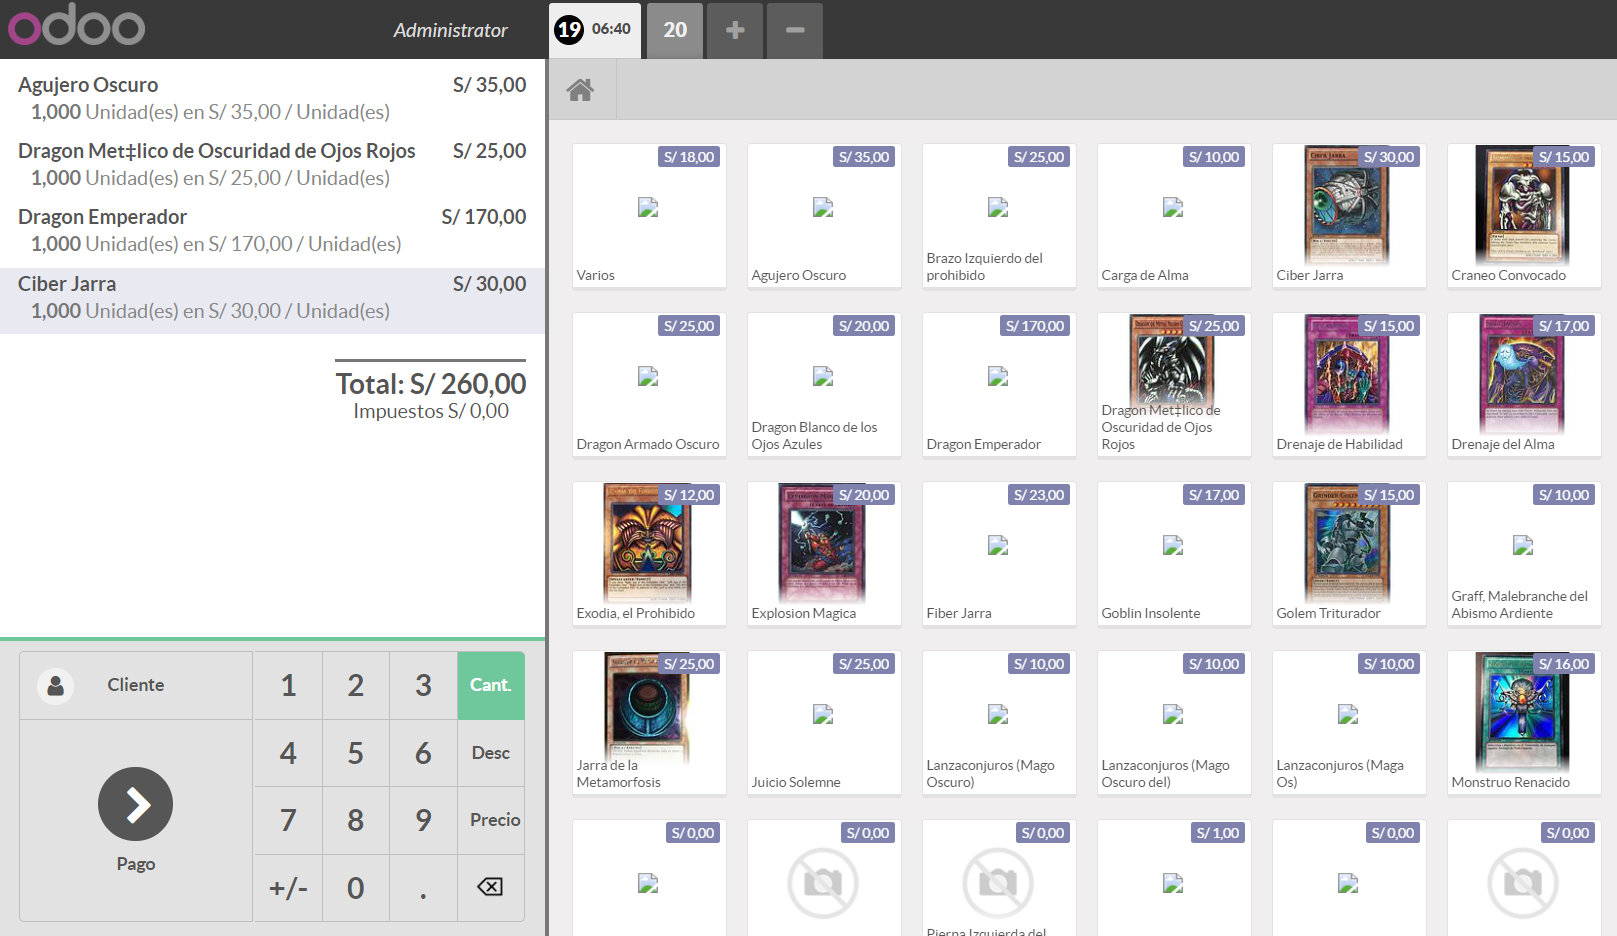 odoo
Administrator
19 06:40
20
Agujero Oscuro S/ 35,00
1,000 Unidad(es) en S/ 35,00 / Unidad(es)
Dragon Met‡lico de Oscuridad de Ojos Rojos S/ 25,00
1,000 Unidad(es) en S/ 25,00 / Unidad(es)
Dragon Emperador S/ 170,00
1,000 Unidad(es) en S/ 170,00 / Unidad(es)
Ciber Jarra S/ 30,00
1,000 Unidad(es) en S/ 30,00 / Unidad(es)
Total: S/ 260,00
Impuestos S/ 0,00
Cliente
Pago
1 2 3 Cant.
4 5 6 Desc
7 8 9 Precio
+/- 0 .
S/ 18,00
Varios
S/ 35,00
Agujero Oscuro
S/ 25,00
Brazo Izquierdo del
prohibido
S/ 10,00
Carga de Alma
S/ 30,00
Ciber Jarra
S/ 15,00
Craneo Convocado
S/ 25,00
Dragon Armado Oscuro
S/ 20,00
Dragon Blanco de los
Ojos Azules
S/ 170,00
Dragon Emperador
S/ 25,00
Dragon Met‡lico de
Oscuridad de Ojos
Rojos
S/ 15,00
Drenaje de Habilidad
S/ 17,00
Drenaje del Alma
S/ 12,00
Exodia, el Prohibido
S/ 20,00
Explosion Magica
S/ 23,00
Fiber Jarra
S/ 17,00
Goblin Insolente
S/ 15,00
Golem Triturador
S/ 10,00
Graff, Malebranche del
Abismo Ardiente
S/ 25,00
Jarra de la
Metamorfosis
S/ 25,00
Juicio Solemne
S/ 10,00
Lanzaconjuros (Mago
Oscuro)
S/ 10,00
Lanzaconjuros (Mago
Oscuro del)
S/ 10,00
Lanzaconjuros (Maga
Os)
S/ 16,00
Monstruo Renacido
S/ 0,00
S/ 0,00
S/ 0,00
Pierna Izquierda del
S/ 1,00
S/ 0,00
S/ 0,00